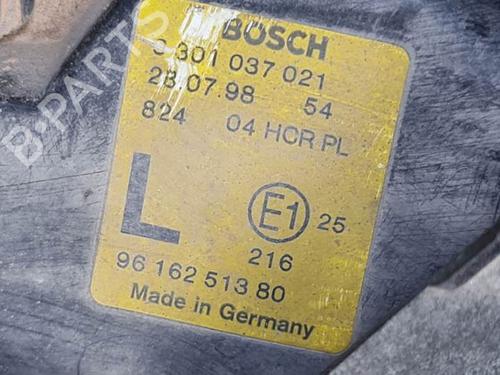 BOSCH
0 301 037 021
28.07.98 54
824 04 HCR PL
L E1 25
216
96 162 513 80
Made in Germany
B-PARTS